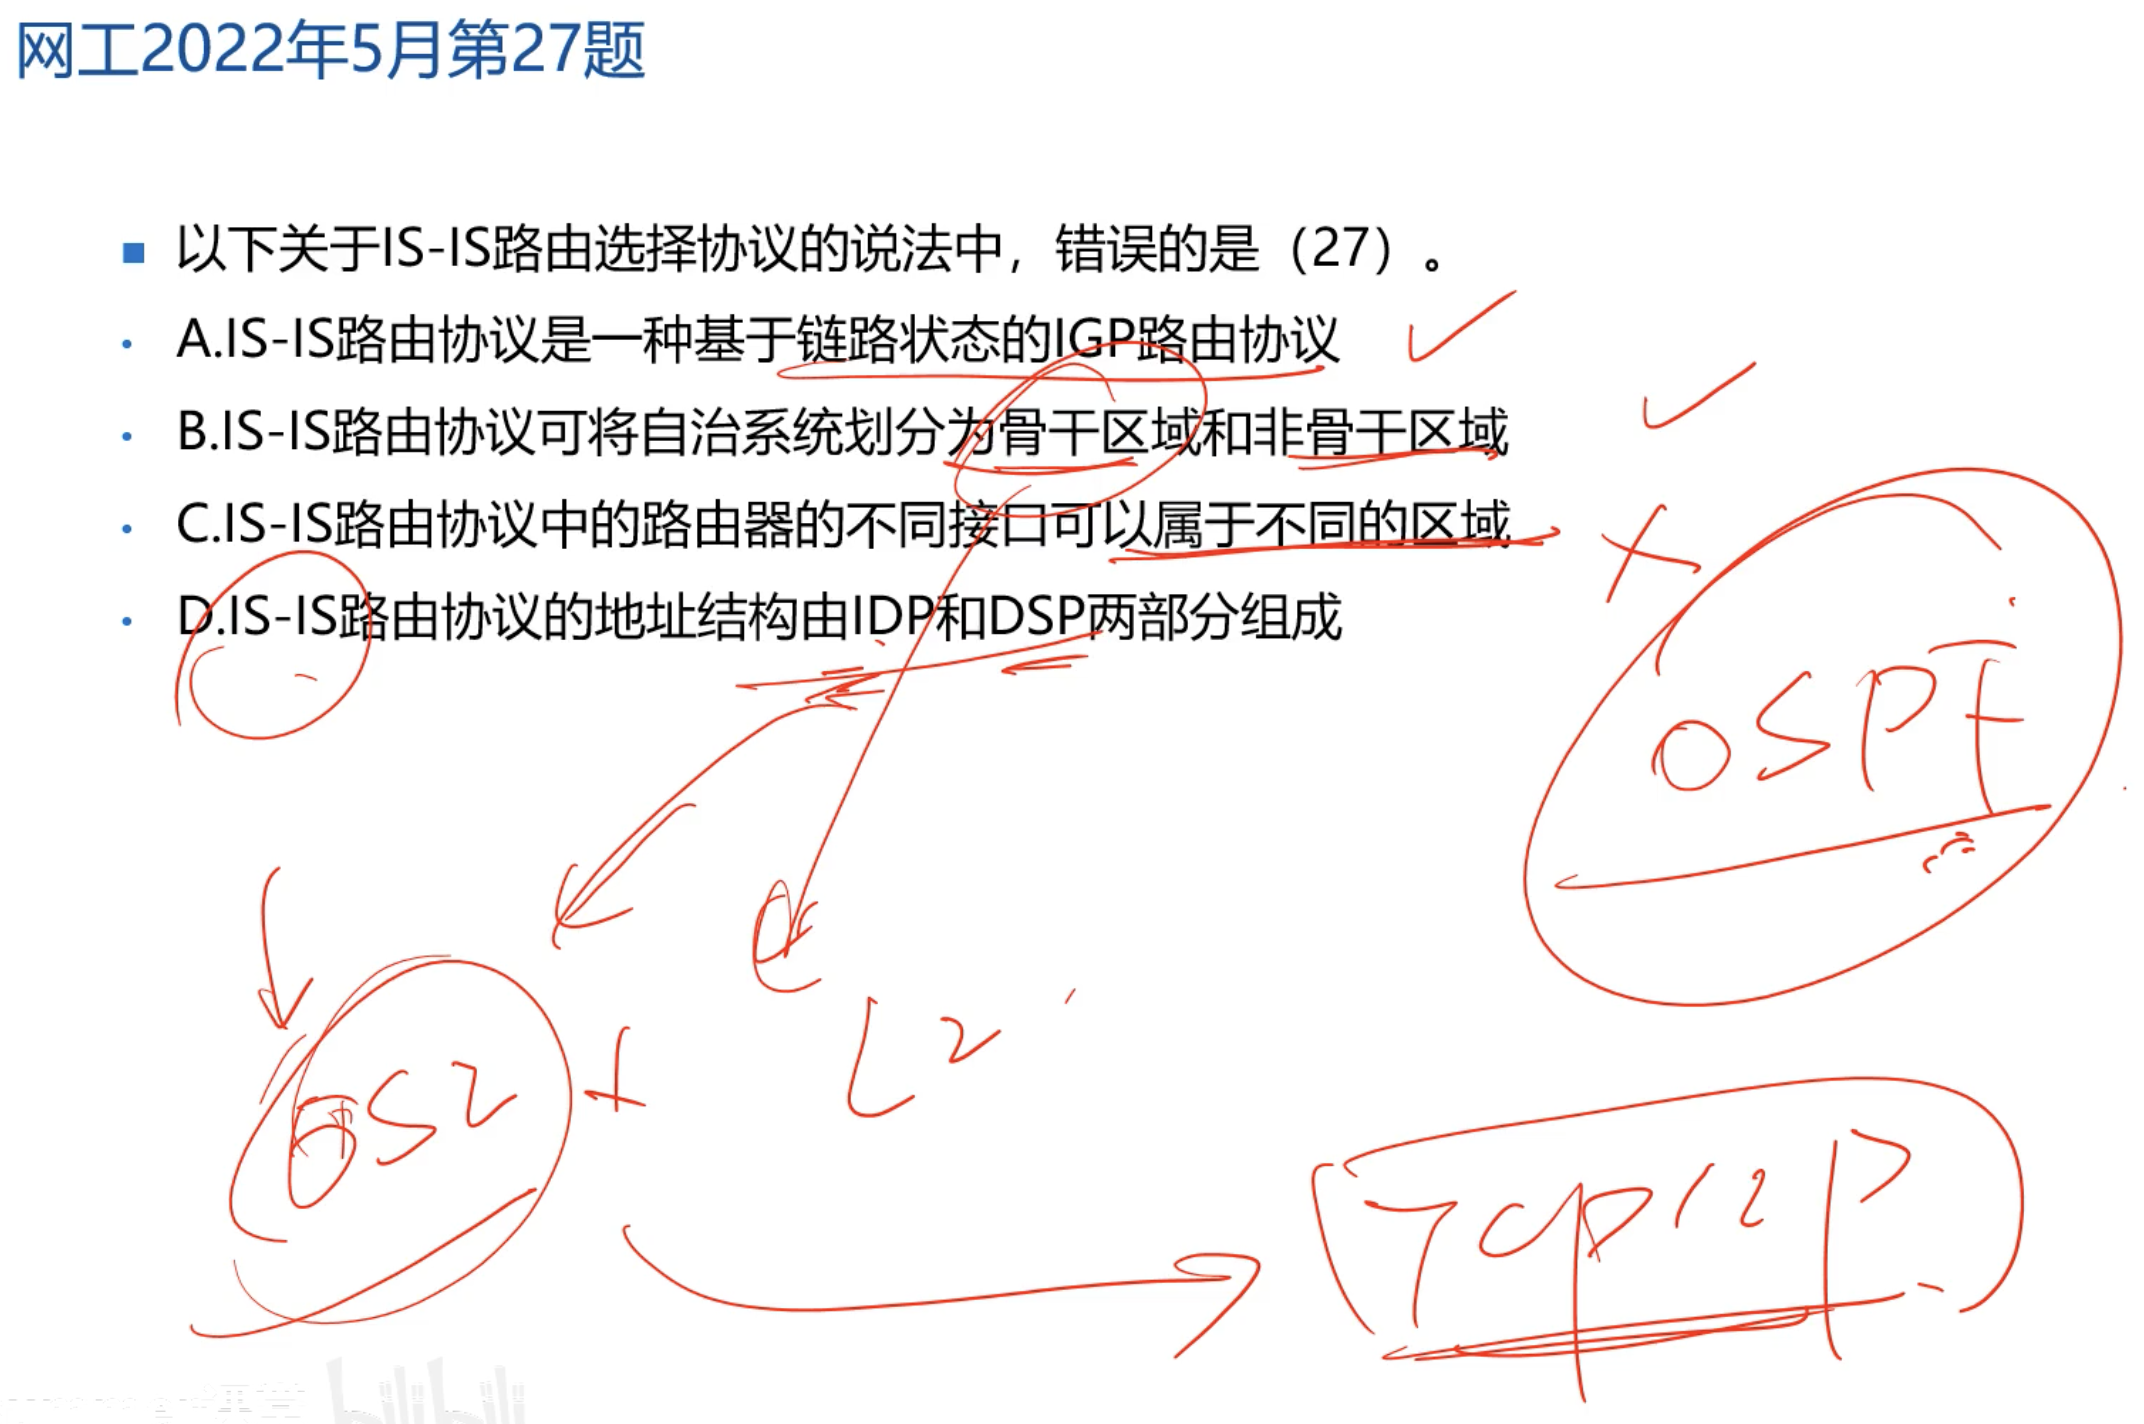 网工2022年5月第27题
以下关于IS-IS路由选择协议的说法中，错误的是（27）。
A.IS-IS路由协议是一种基于链路状态的IGP路由协议
B.IS-IS路由协议可将自治系统划分为骨干区域和非骨干区域
C.IS-IS路由协议中的路由器的不同接口可以属于不同的区域
D.IS-IS路由协议的地址结构由IDP和DSP两部分组成
OSPF
L2
TCP/IP
bilibili